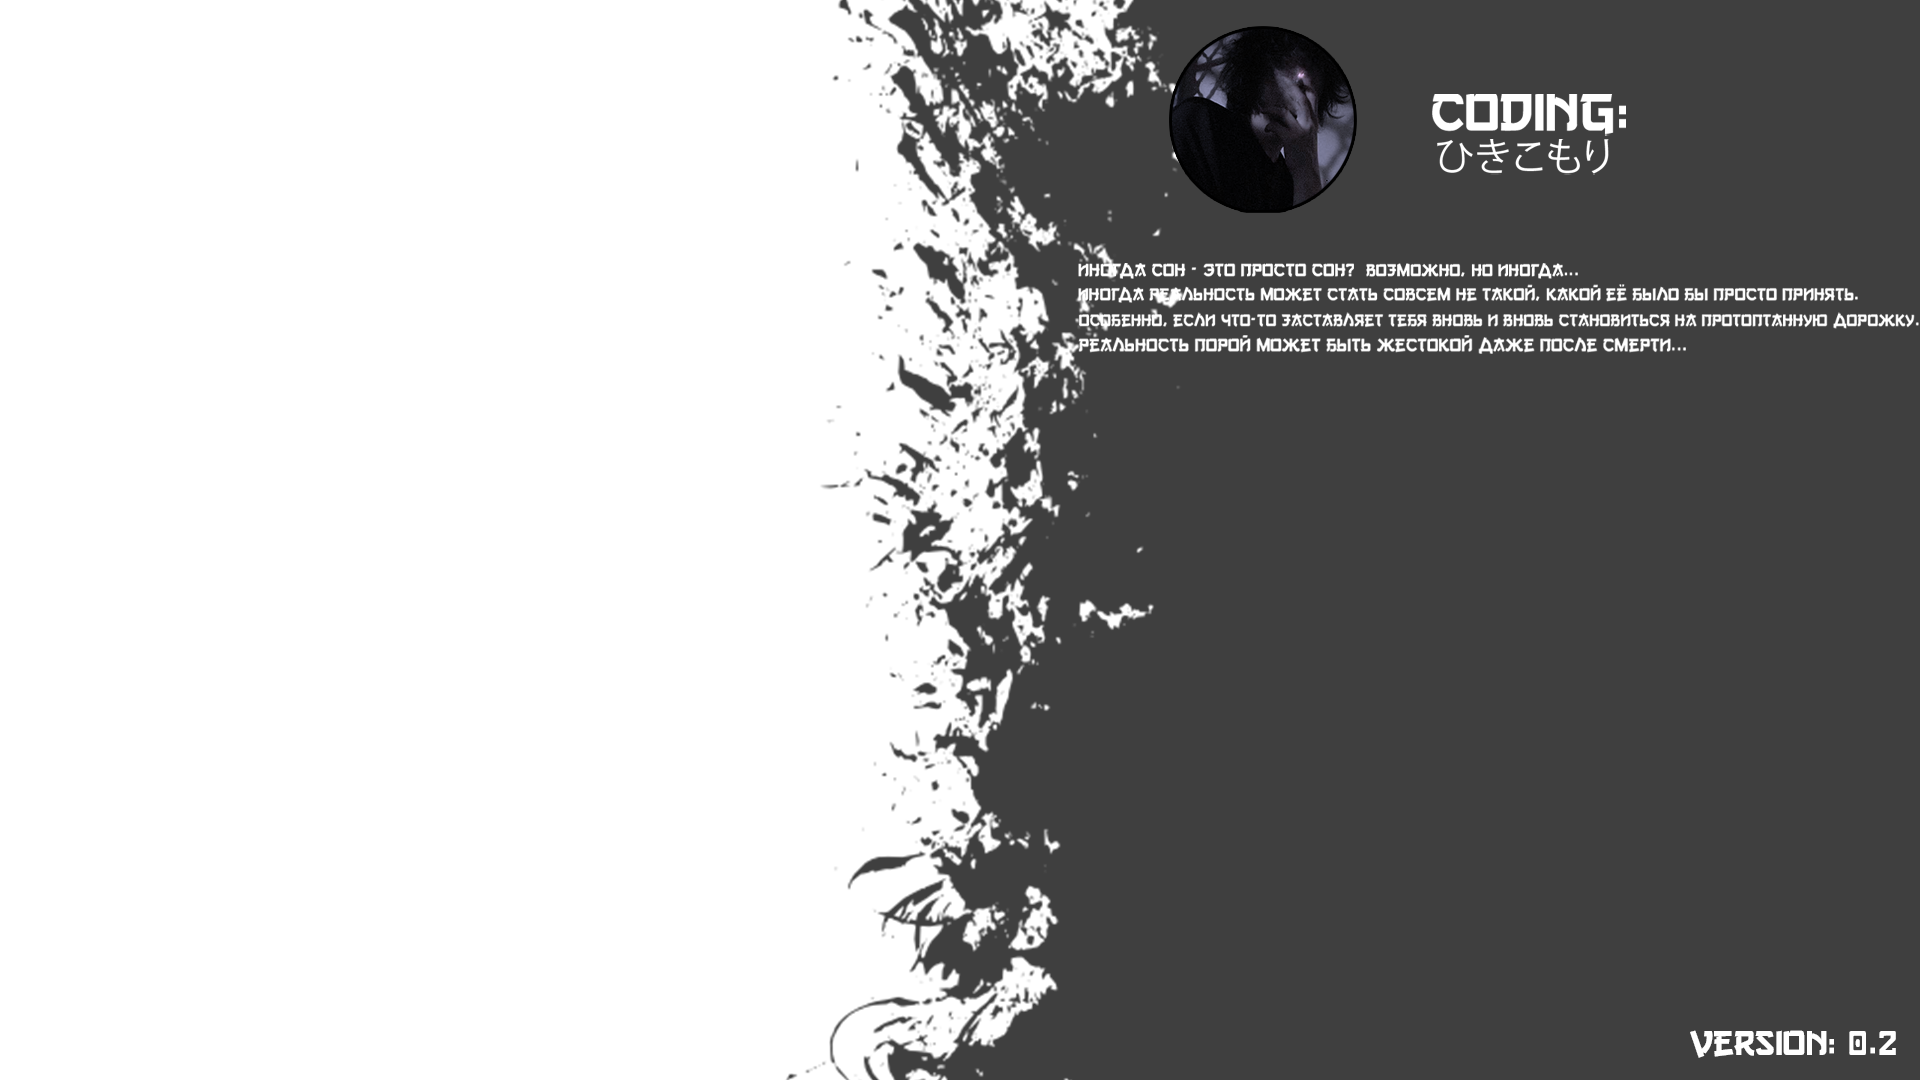 CODING:
ひきこもり
ИНОГДА СОН - ЭТО ПРОСТО СОН? ВОЗМОЖНО, НО ИНОГДА...
ИНОГДА РЕАЛЬНОСТЬ МОЖЕТ СТАТЬ СОВСЕМ НЕ ТАКОЙ, КАКОЙ ЕЁ БЫЛО БЫ ПРОСТО ПРИНЯТЬ.
ОСОБЕННО, ЕСЛИ ЧТО-ТО ЗАСТАВЛЯЕТ ТЕБЯ ВНОВЬ И ВНОВЬ СТАНОВИТЬСЯ НА ПРОТОПТАННУЮ ДОРОЖКУ.
РЕАЛЬНОСТЬ ПОРОЙ МОЖЕТ БЫТЬ ЖЕСТОКОЙ ДАЖЕ ПОСЛЕ СМЕРТИ...
VERSION: 0.2